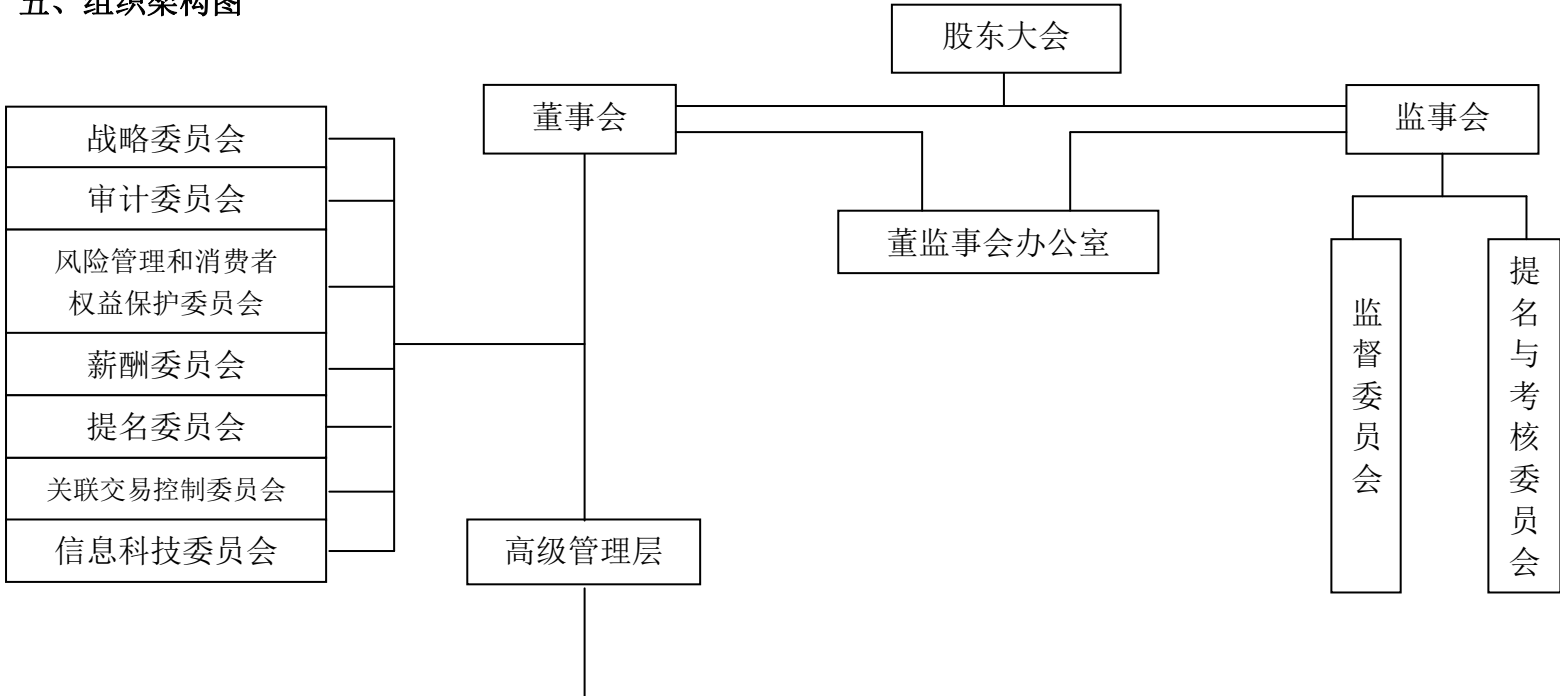 五、组织架构图
股东大会
董事会
监事会
战略委员会
审计委员会
风险管理和消费者
权益保护委员会
薪酬委员会
提名委员会
关联交易控制委员会
信息科技委员会
董监事会办公室
高级管理层
监督委员会
提名与考核委员会